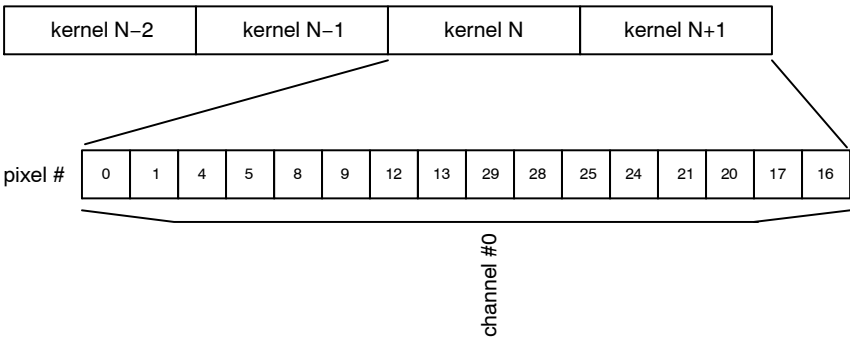 kernel N−2 kernel N−1 kernel N kernel N+1
pixel # 0 1 4 5 8 9 12 13 29 28 25 24 21 20 17 16
channel #0